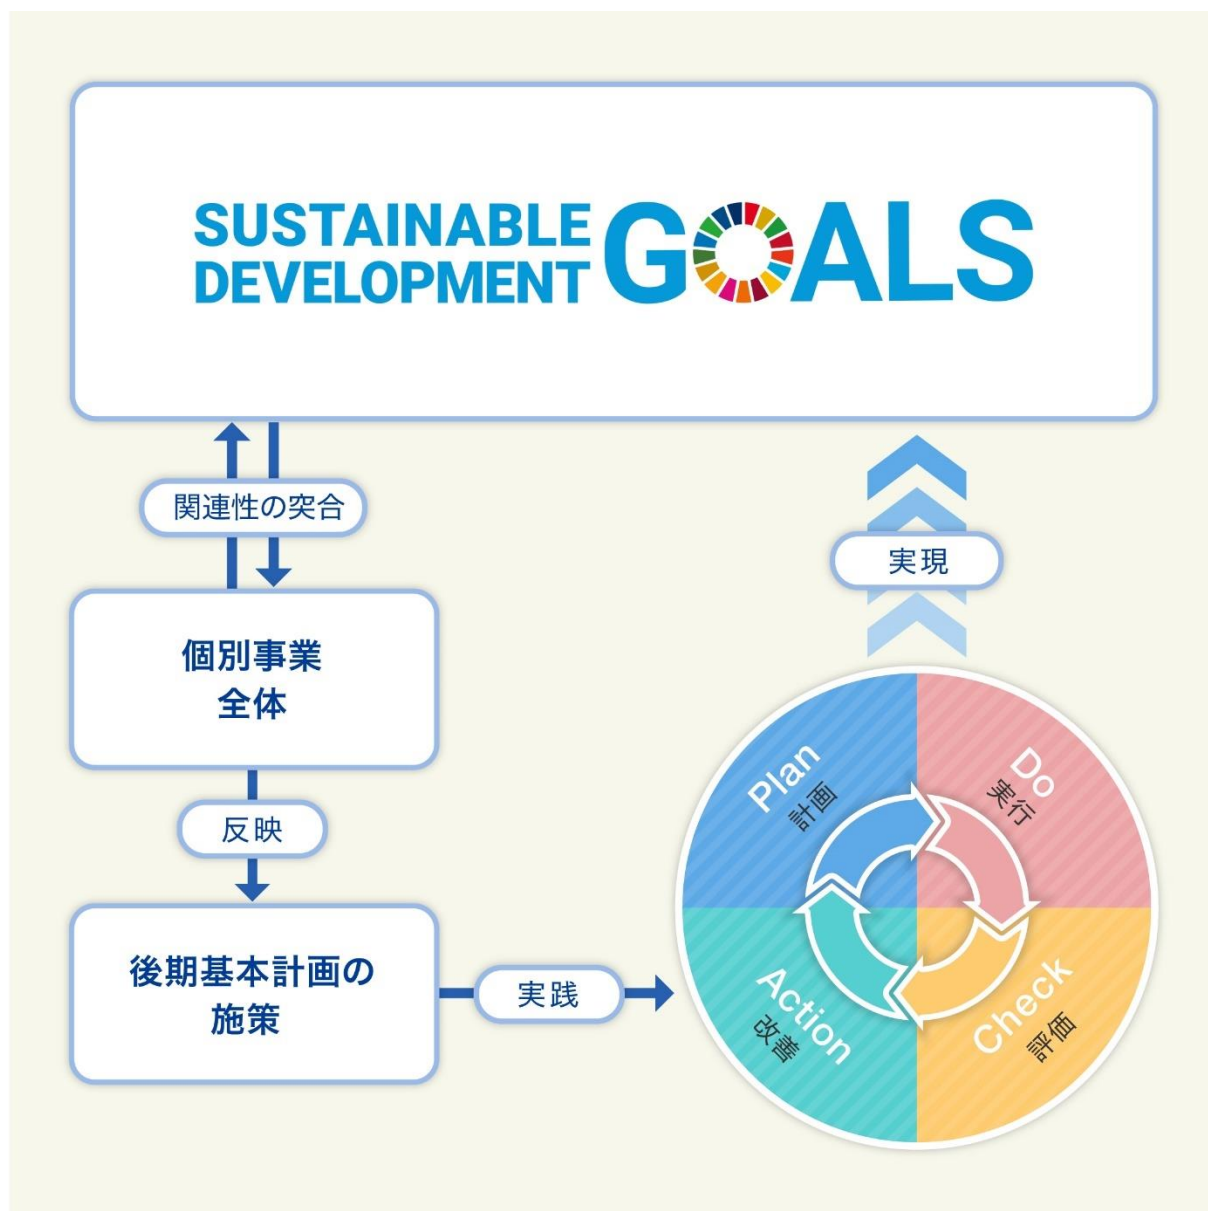 SUSTAINABLE
DEVELOPMENT
GOALS
関連性の突合
実現
個別事業
全体
反映
後期基本計画の
施策
実践
Plan
計画
Do
実行
Check
評価
Action
改善